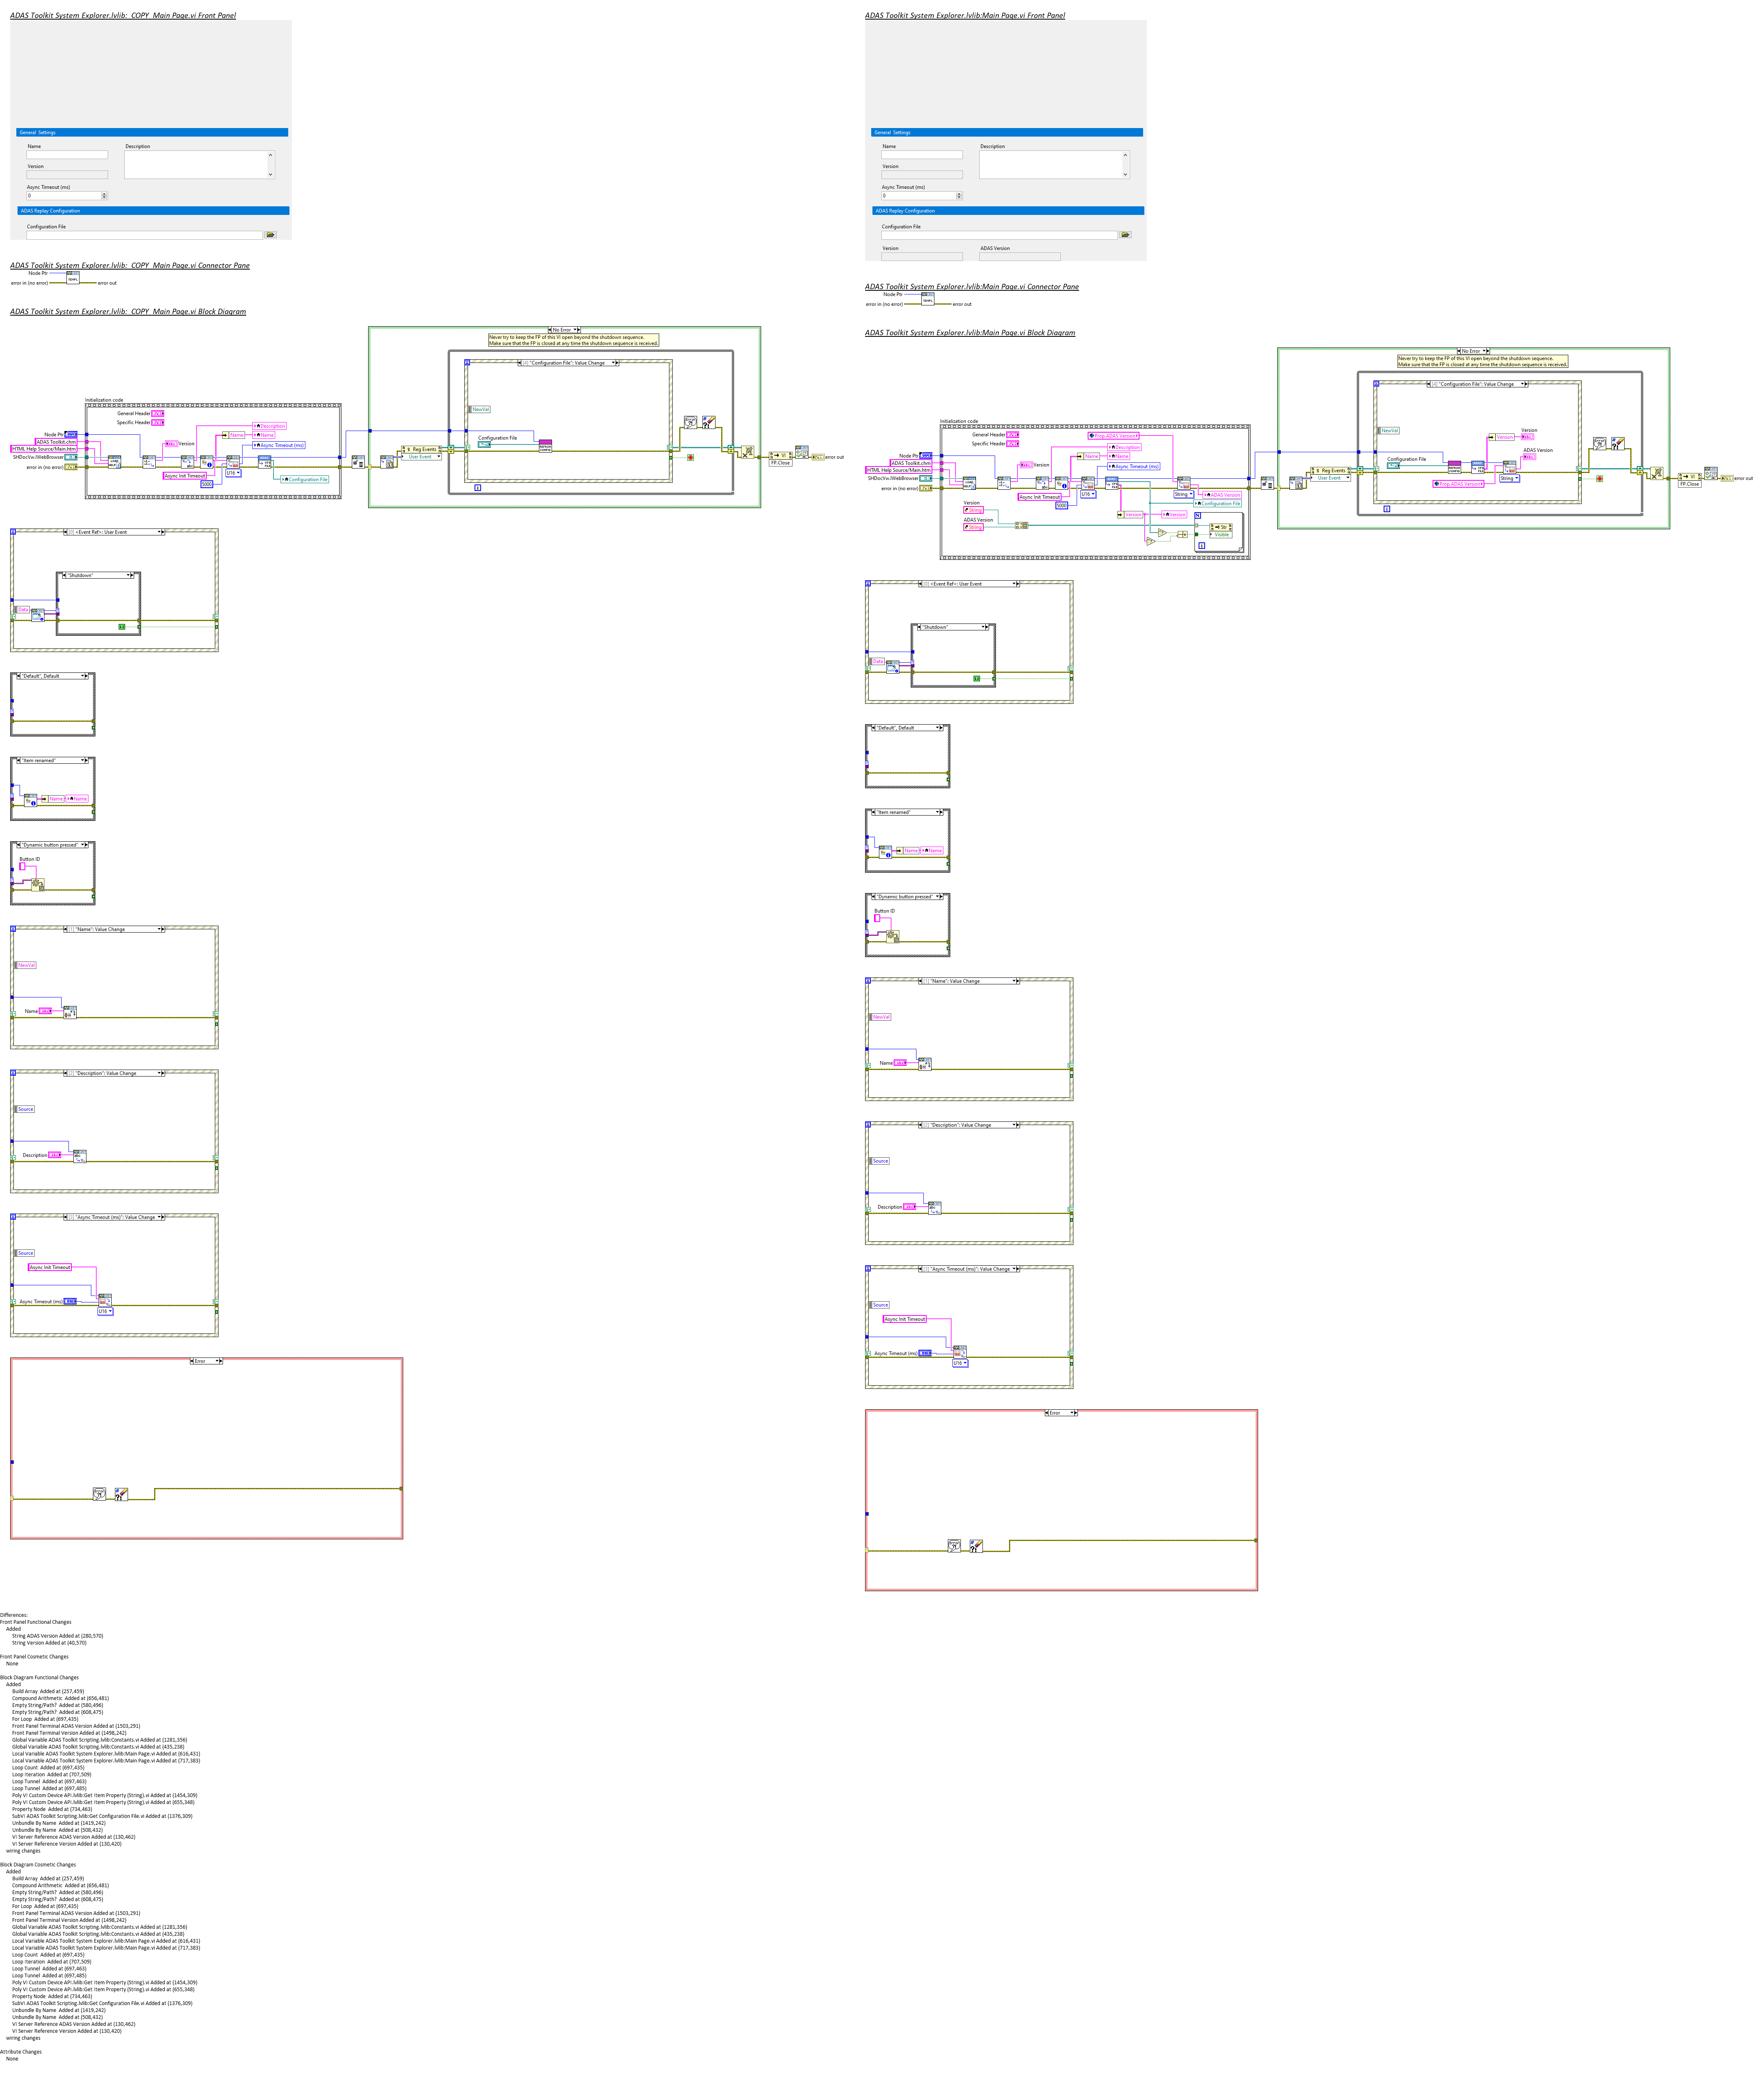 ADAS Toolkit System Explorer.lvlib:_COPY_Main Page.vi Front Panel
General Settings
Name
Description
Version
Async Timeout (ms)
0
ADAS Replay Configuration
Configuration File
ADAS Toolkit System Explorer.lvlib:_COPY_Main Page.vi Connector Pane
Node Ptr
error in (no error)
error out
ADAS Toolkit System Explorer.lvlib:_COPY_Main Page.vi Block Diagram
No Error
Never try to keep the FP of this VI open beyond the shutdown sequence.
Make sure that the FP is closed at any time the shutdown sequence is received.
[4] "Configuration File": Value Change
NewVal
Configuration File
Initialization code
General Header
Specific Header
Node Ptr
ADAS Toolkit.chm
HTML Help Source/Main.htm
SHDocVw.IWebBrowser
error in (no error)
Version
Description
Name
Name
Async Timeout (ms)
Async Init Timeout
U16
5000
Configuration File
Reg Events
User Event
VI
FP.Close
error out
[0] <Event Ref>: User Event
"Shutdown"
Data
"Default", Default
"Item renamed"
Name
Name
"Dynamic button pressed"
Button ID
[1] "Name": Value Change
NewVal
Name
[2] "Description": Value Change
Source
Description
[3] "Async Timeout (ms)": Value Change
Source
Async Init Timeout
Async Timeout (ms)
U16
Error
ADAS Toolkit System Explorer.lvlib:Main Page.vi Front Panel
General Settings
Name
Description
Version
Async Timeout (ms)
0
ADAS Replay Configuration
Configuration File
Version
ADAS Version
ADAS Toolkit System Explorer.lvlib:Main Page.vi Connector Pane
Node Ptr
error in (no error)
error out
ADAS Toolkit System Explorer.lvlib:Main Page.vi Block Diagram
No Error
Never try to keep the FP of this VI open beyond the shutdown sequence.
Make sure that the FP is closed at any time the shutdown sequence is received.
[4] "Configuration File": Value Change
NewVal
Configuration File
Version
Version
ADAS Version
Prop.ADAS Version
String
Initialization code
General Header
Specific Header
Node Ptr
ADAS Toolkit.chm
HTML Help Source/Main.htm
SHDocVw.IWebBrowser
error in (no error)
Prop.ADAS Version
Description
Name
Name
Async Timeout (ms)
Version
Async Init Timeout
U16
5000
String
ADAS Version
Configuration File
Version
String
ADAS Version
String
Version
Version
N
Str
Visible
Reg Events
User Event
VI
FP.Close
error out
[0] <Event Ref>: User Event
"Shutdown"
Data
"Default", Default
"Item renamed"
Name
Name
"Dynamic button pressed"
Button ID
[1] "Name": Value Change
NewVal
Name
[2] "Description": Value Change
Source
Description
[3] "Async Timeout (ms)": Value Change
Source
Async Init Timeout
Async Timeout (ms)
U16
Error
Differences:
Front Panel Functional Changes
Added
String ADAS Version Added at (280,570)
String Version Added at (40,570)
Front Panel Cosmetic Changes
None
Block Diagram Functional Changes
Added
Build Array Added at (257,459)
Compound Arithmetic Added at (656,481)
Empty String/Path? Added at (580,496)
Empty String/Path? Added at (608,475)
For Loop Added at (697,435)
Front Panel Terminal ADAS Version Added at (1503,291)
Front Panel Terminal Version Added at (1498,242)
Global Variable ADAS Toolkit Scripting.lvlib:Constants.vi Added at (1281,356)
Global Variable ADAS Toolkit Scripting.lvlib:Constants.vi Added at (435,238)
Local Variable ADAS Toolkit System Explorer.lvlib:Main Page.vi Added at (616,431)
Local Variable ADAS Toolkit System Explorer.lvlib:Main Page.vi Added at (717,383)
Loop Count Added at (697,435)
Loop Iteration Added at (707,509)
Loop Tunnel Added at (697,463)
Loop Tunnel Added at (697,485)
Poly VI Custom Device API.lvlib:Get Item Property (String).vi Added at (1454,309)
Poly VI Custom Device API.lvlib:Get Item Property (String).vi Added at (655,348)
Property Node Added at (734,463)
SubVI ADAS Toolkit Scripting.lvlib:Get Configuration File.vi Added at (1376,309)
Unbundle By Name Added at (1419,242)
Unbundle By Name Added at (508,432)
VI Server Reference ADAS Version Added at (130,462)
VI Server Reference Version Added at (130,420)
wiring changes
Block Diagram Cosmetic Changes
Added
Build Array Added at (257,459)
Compound Arithmetic Added at (656,481)
Empty String/Path? Added at (580,496)
Empty String/Path? Added at (608,475)
For Loop Added at (697,435)
Front Panel Terminal ADAS Version Added at (1503,291)
Front Panel Terminal Version Added at (1498,242)
Global Variable ADAS Toolkit Scripting.lvlib:Constants.vi Added at (1281,356)
Global Variable ADAS Toolkit Scripting.lvlib:Constants.vi Added at (435,238)
Local Variable ADAS Toolkit System Explorer.lvlib:Main Page.vi Added at (616,431)
Local Variable ADAS Toolkit System Explorer.lvlib:Main Page.vi Added at (717,383)
Loop Count Added at (697,435)
Loop Iteration Added at (707,509)
Loop Tunnel Added at (697,463)
Loop Tunnel Added at (697,485)
Poly VI Custom Device API.lvlib:Get Item Property (String).vi Added at (1454,309)
Poly VI Custom Device API.lvlib:Get Item Property (String).vi Added at (655,348)
Property Node Added at (734,463)
SubVI ADAS Toolkit Scripting.lvlib:Get Configuration File.vi Added at (1376,309)
Unbundle By Name Added at (1419,242)
Unbundle By Name Added at (508,432)
VI Server Reference ADAS Version Added at (130,462)
VI Server Reference Version Added at (130,420)
wiring changes
Attribute Changes
None